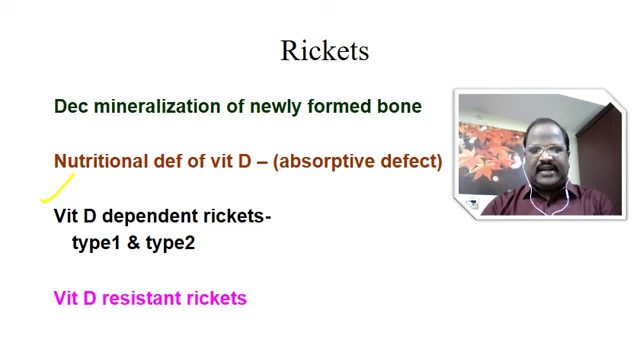 Rickets
Dec mineralization of newly formed bone
Nutritional def of vit D – (absorptive defect)
Vit D dependent rickets-
type1 & type2
Vit D resistant rickets